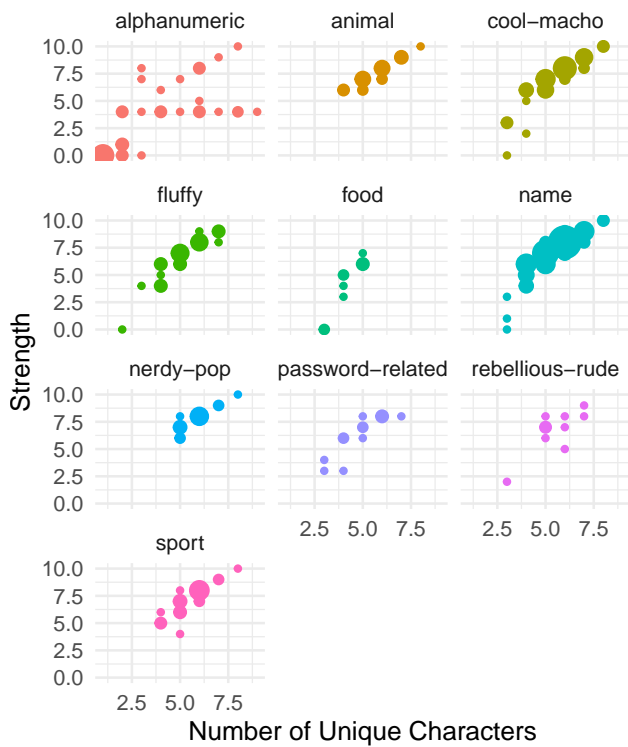 alphanumeric animal cool−macho
10.0
7.5
5.0
2.5
0.0
fluffy food name
10.0
7.5
5.0
2.5
0.0
Strength
nerdy−pop password−related rebellious−rude
10.0
7.5
5.0
2.5
0.0
2.5 5.0 7.5 2.5 5.0 7.5
sport
10.0
7.5
5.0
2.5
0.0
2.5 5.0 7.5
Number of Unique Characters